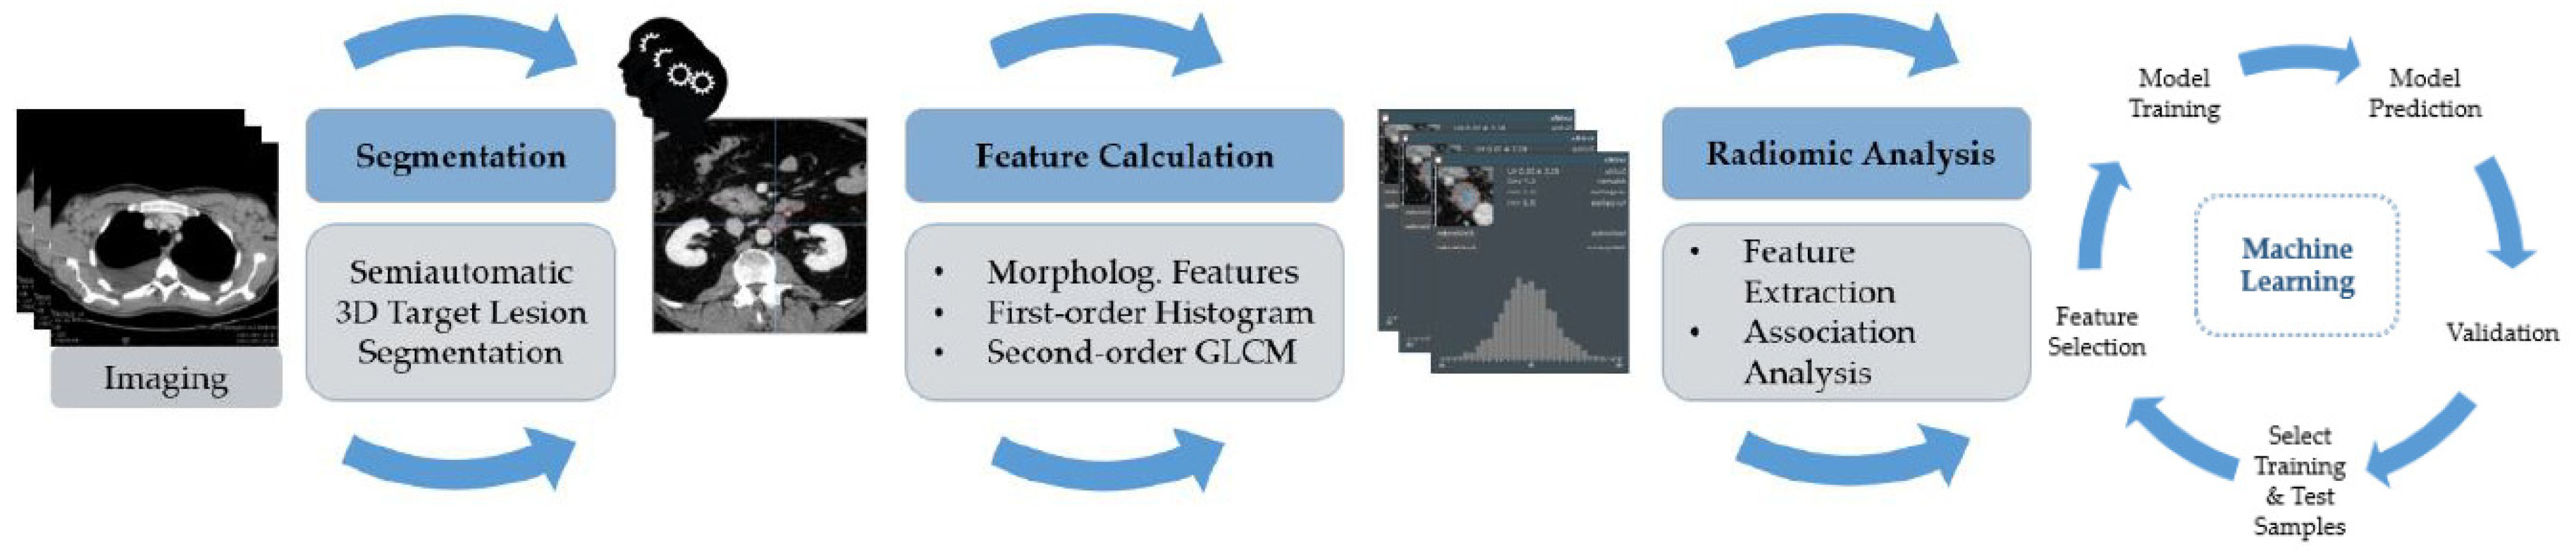 Imaging
Segmentation
Semiautomatic
3D Target Lesion
Segmentation
Feature Calculation
• Morpholog. Features
• First-order Histogram
• Second-order GLCM
Radiomic Analysis
• Feature
Extraction
• Association
Analysis
Model
Training
Model
Prediction
Validation
Select
Training
& Test
Samples
Feature
Selection
Machine
Learning